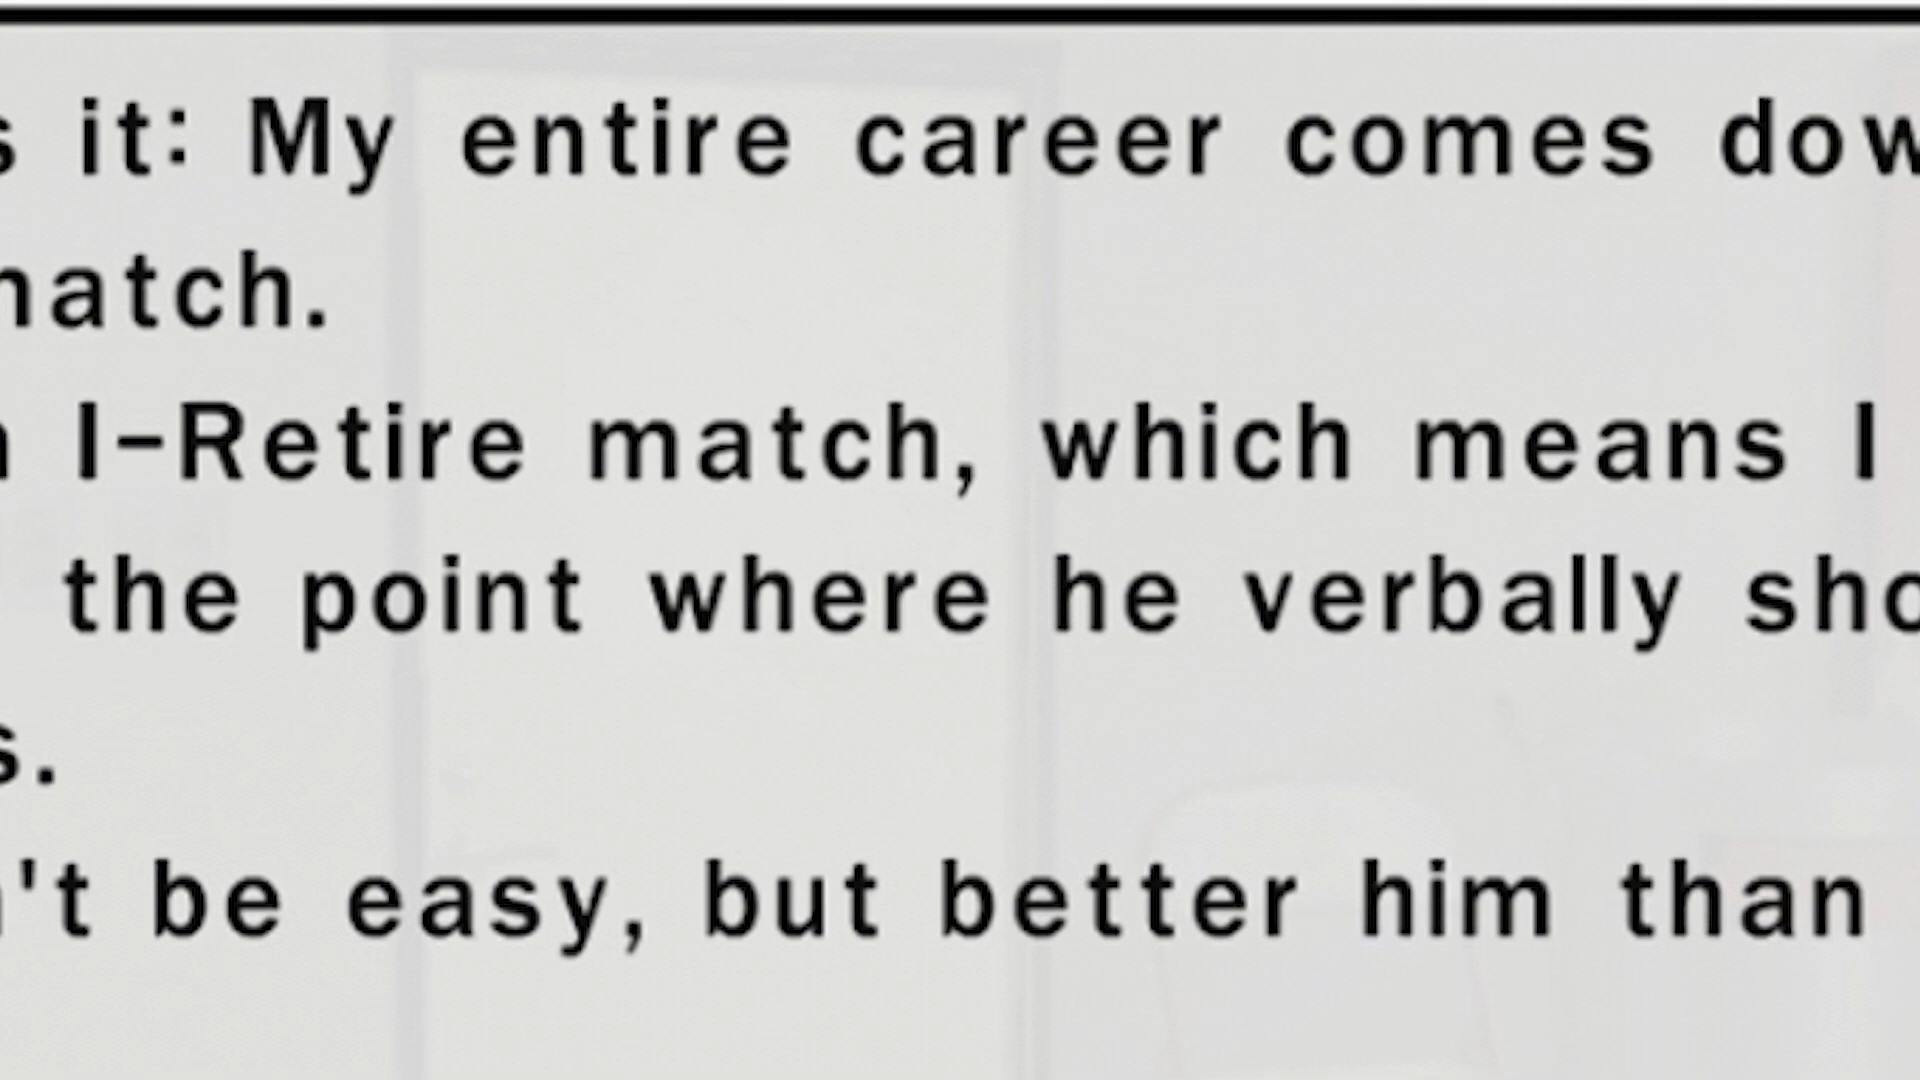 s it: My entire career comes dow
natch.
I-Retire match, which means I
the point where he verbally sho
s.
't be easy, but better him than